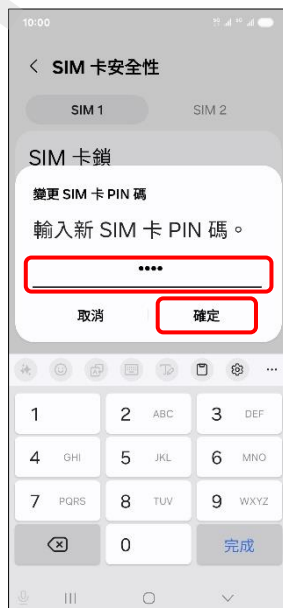 10:00
SIM 卡安全性
SIM 1 SIM 2
SIM 卡鎖
變更 SIM 卡 PIN 碼
輸入新 SIM 卡 PIN 碼。
••••
取消 確定
1 2 ABC 3 DEF
4 GHI 5 JKL 6 MNO
7 PQRS 8 TUV 9 WXYZ
0 完成